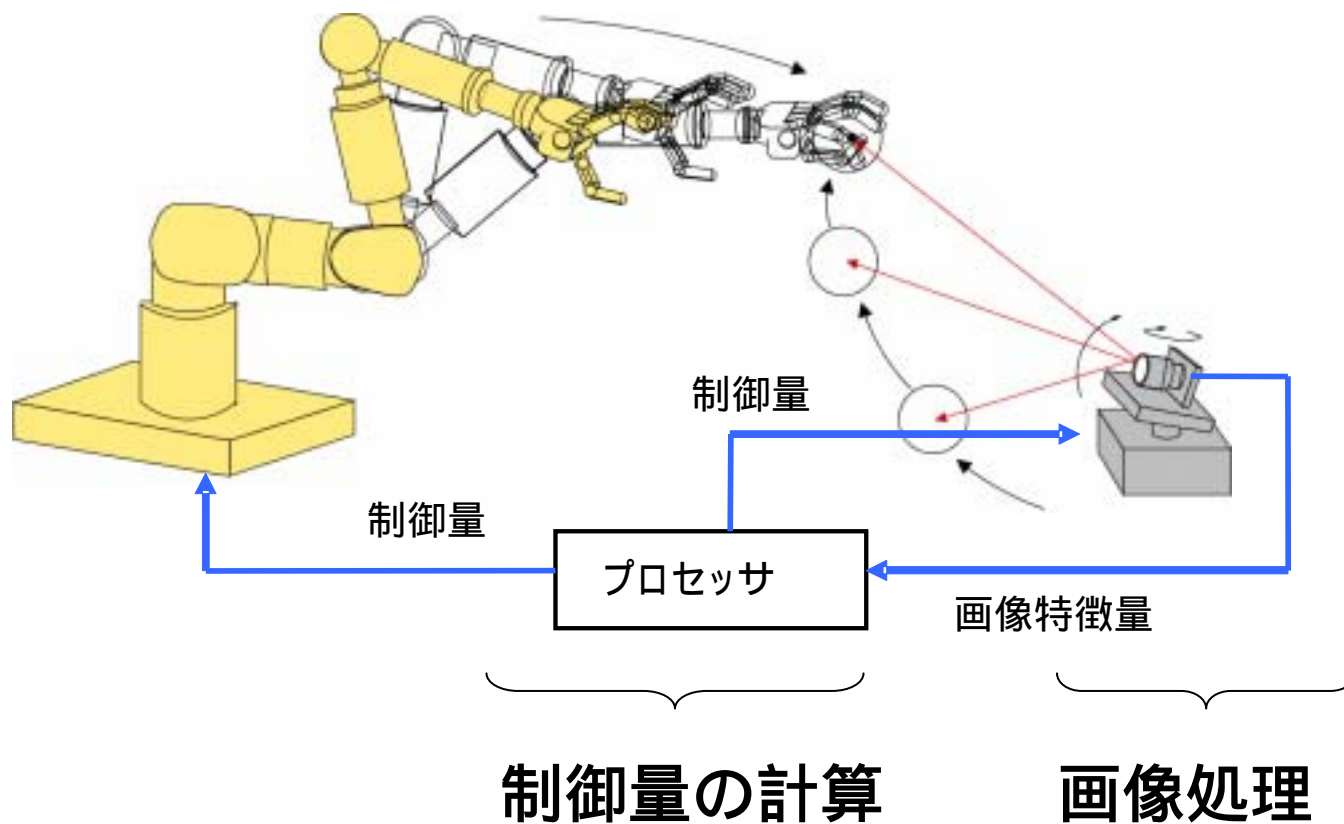 制御量
制御量
プロセッサ
画像特徴量
制御量の計算
画像処理